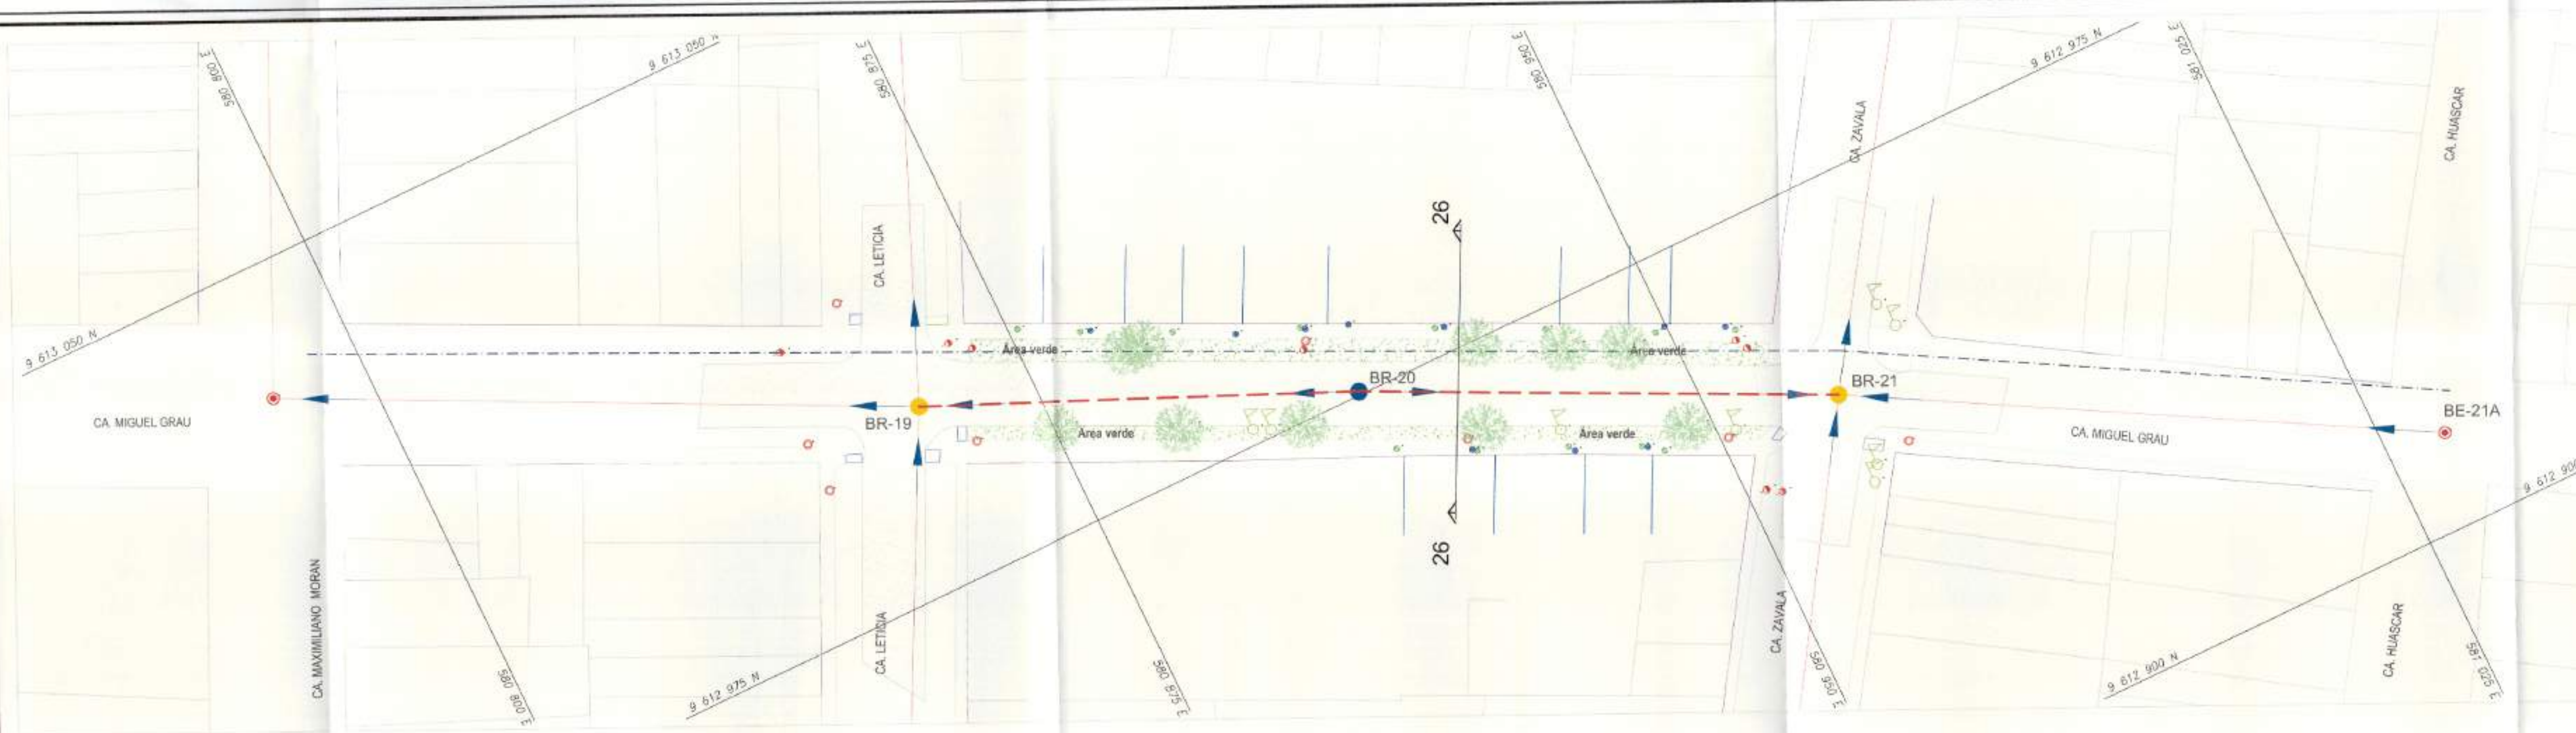 580 800 E
9 613 050 N
580 875 E
580 950 E
9 612 975 N
581 025 E
CA. ZAVALA
CA. HUASCAR
26
CA. LETICIA
9 613 050 N
Área verde
Área verde
BR-20
BR-21
BE-21A
CA. MIGUEL GRAU
BR-19
Área verde
Área verde
CA. MIGUEL GRAU
9 612 900
26
CA. MAXIMILIANO MORAN
CA. LETICIA
CA. ZAVALA
CA. HUASCAR
580 800 E
9 612 975 N
580 875 E
580 950 E
9 612 900 N
581 025 E